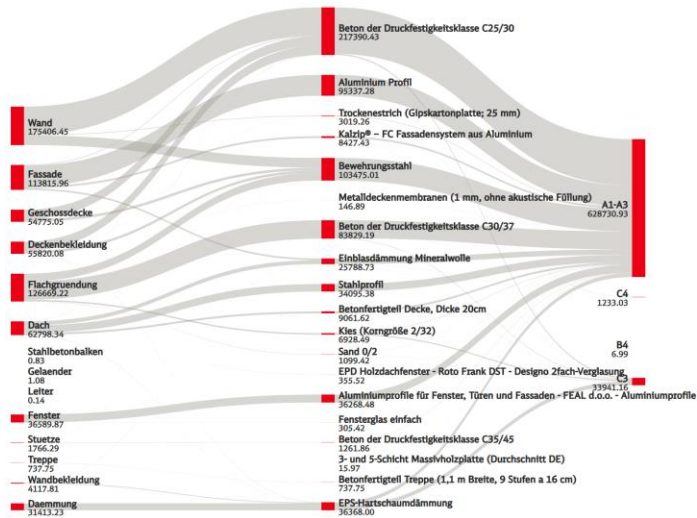 Wand
175406.45
Fassade
113815.96
Geschossdecke
54775.05
Deckenbekleidung
55820.08
Flachgruendung
126669.22
Dach
62798.34
Stahlbetonbalken
0.83
Gelaender
1.08
Leiter
0.14
Fenster
36589.87
Stuetze
1766.29
Treppe
737.75
Wandbekleidung
4117.81
Daemmung
31413.23
Beton der Druckfestigkeitsklasse C25/30
217390.43
Aluminium Profil
95337.28
Trockenestrich (Gipskartonplatte; 25 mm)
3019.26
Kalzip® – FC Fassadensystem aus Aluminium
8427.43
Bewehrungsstahl
103475.01
Metalldeckenmembranen (1 mm, ohne akustische Füllung)
146.89
Beton der Druckfestigkeitsklasse C30/37
83829.19
Einblasdämmung Mineralwolle
25788.73
Stahlprofil
34095.38
Betonfertigteil Decke, Dicke 20cm
9061.62
Kies (Korngröße 2/32)
6928.49
Sand 0/2
1099.42
EPD Holzdachfenster - Roto Frank DST - Designo 2fach-Verglasung
355.52
Aluminiumprofile für Fenster, Türen und Fassaden - FEAL d.o.o. - Aluminiumprofile
36268.48
Fensterglas einfach
305.42
Beton der Druckfestigkeitsklasse C35/45
1261.86
3- und 5-Schicht Massivholzplatte (Durchschnitt DE)
15.97
Betonfertigteil Treppe (1,1 m Breite, 9 Stufen a 16 cm)
737.75
EPS-Hartschaumdämmung
36368.00
A1-A3
628730.93
C4
1233.03
B4
6.99
C3
33941.16